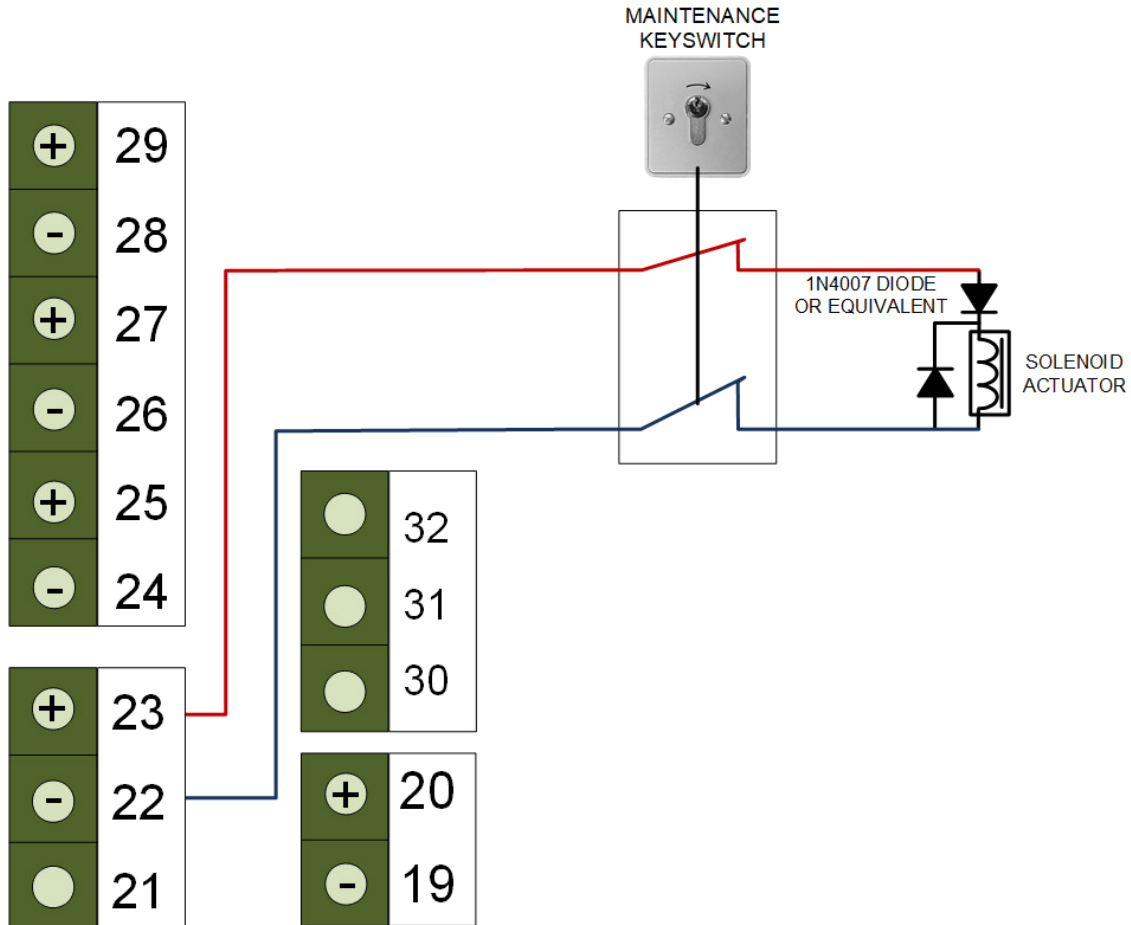 MAINTENANCE
KEYSWITCH
+ 29
- 28
+ 27
- 26
+ 25
- 24
+ 23
- 22
21
32
31
30
+ 20
- 19
1N4007 DIODE
OR EQUIVALENT
SOLENOID
ACTUATOR